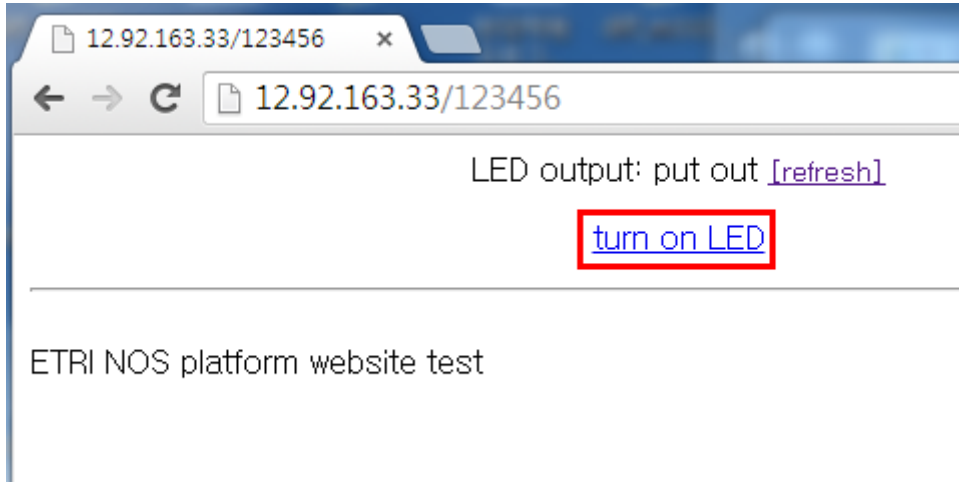 12.92.163.33/123456
12.92.163.33/123456
LED output: put out [refresh]
turn on LED
ETRI NOS platform website test